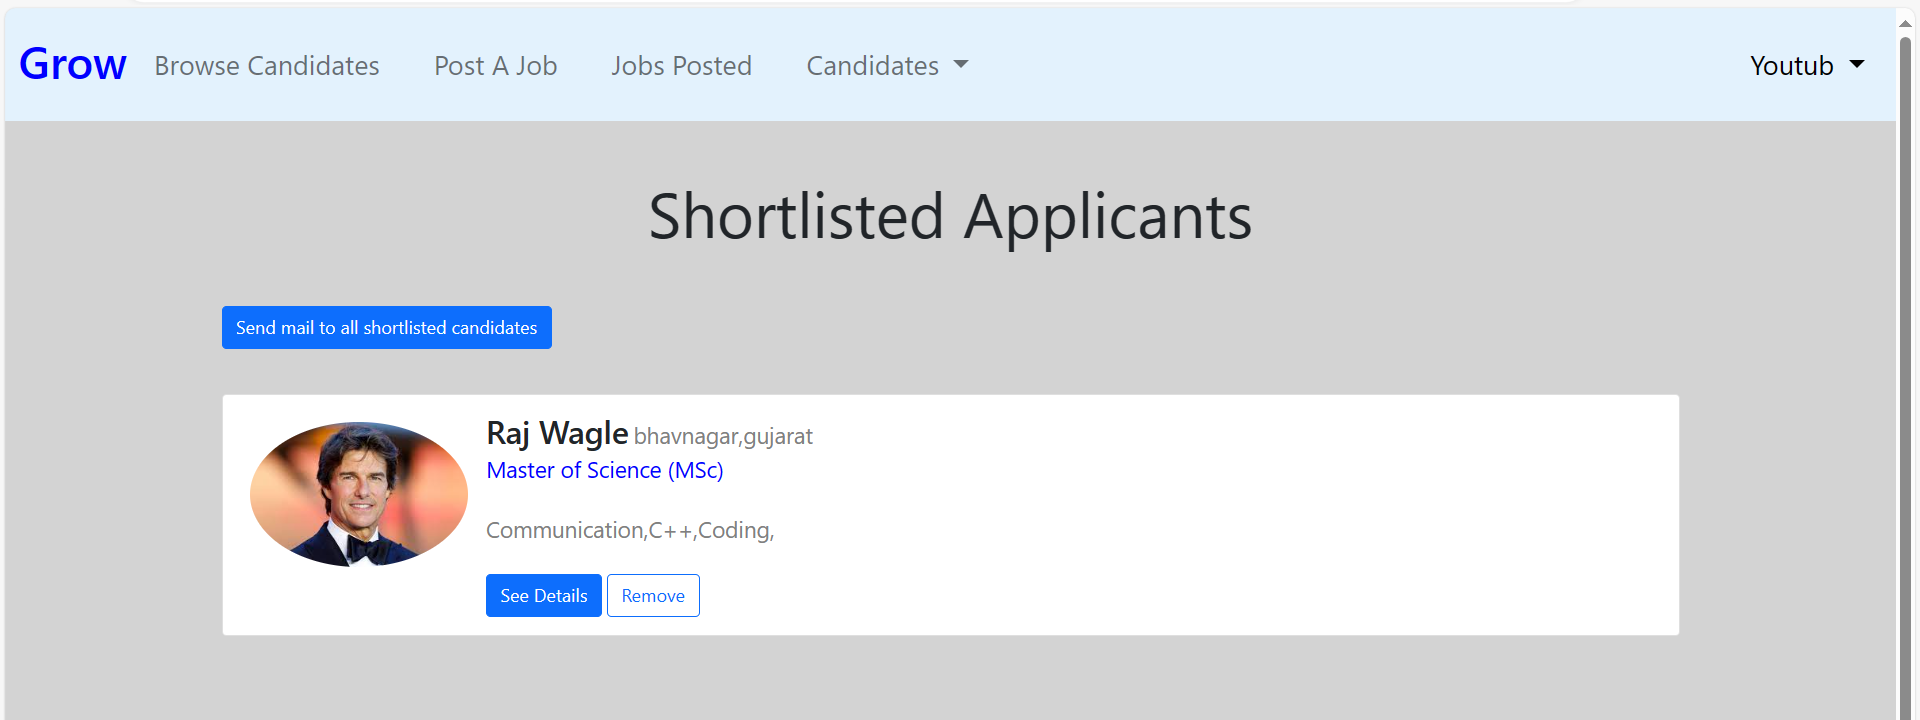 Grow Browse Candidates Post A Job Jobs Posted Candidates Youtub
Shortlisted Applicants
Send mail to all shortlisted candidates
Raj Wagle bhavnagar,gujarat
Master of Science (MSc)
Communication,C++,Coding,
See Details Remove